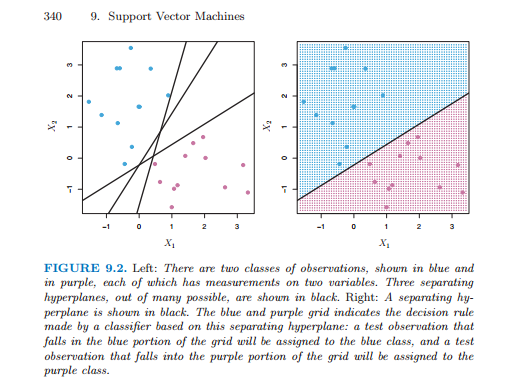 340 9. Support Vector Machines
3
2
1
0
−1
X2
−1 0 1 2 3
X1
3
2
1
0
−1
X2
−1 0 1 2 3
X1
FIGURE 9.2. Left: There are two classes of observations, shown in blue and
in purple, each of which has measurements on two variables. Three separating
hyperplanes, out of many possible, are shown in black. Right: A separating hy-
perplane is shown in black. The blue and purple grid indicates the decision rule
made by a classifier based on this separating hyperplane: a test observation that
falls in the blue portion of the grid will be assigned to the blue class, and a test
observation that falls into the purple portion of the grid will be assigned to the
purple class.